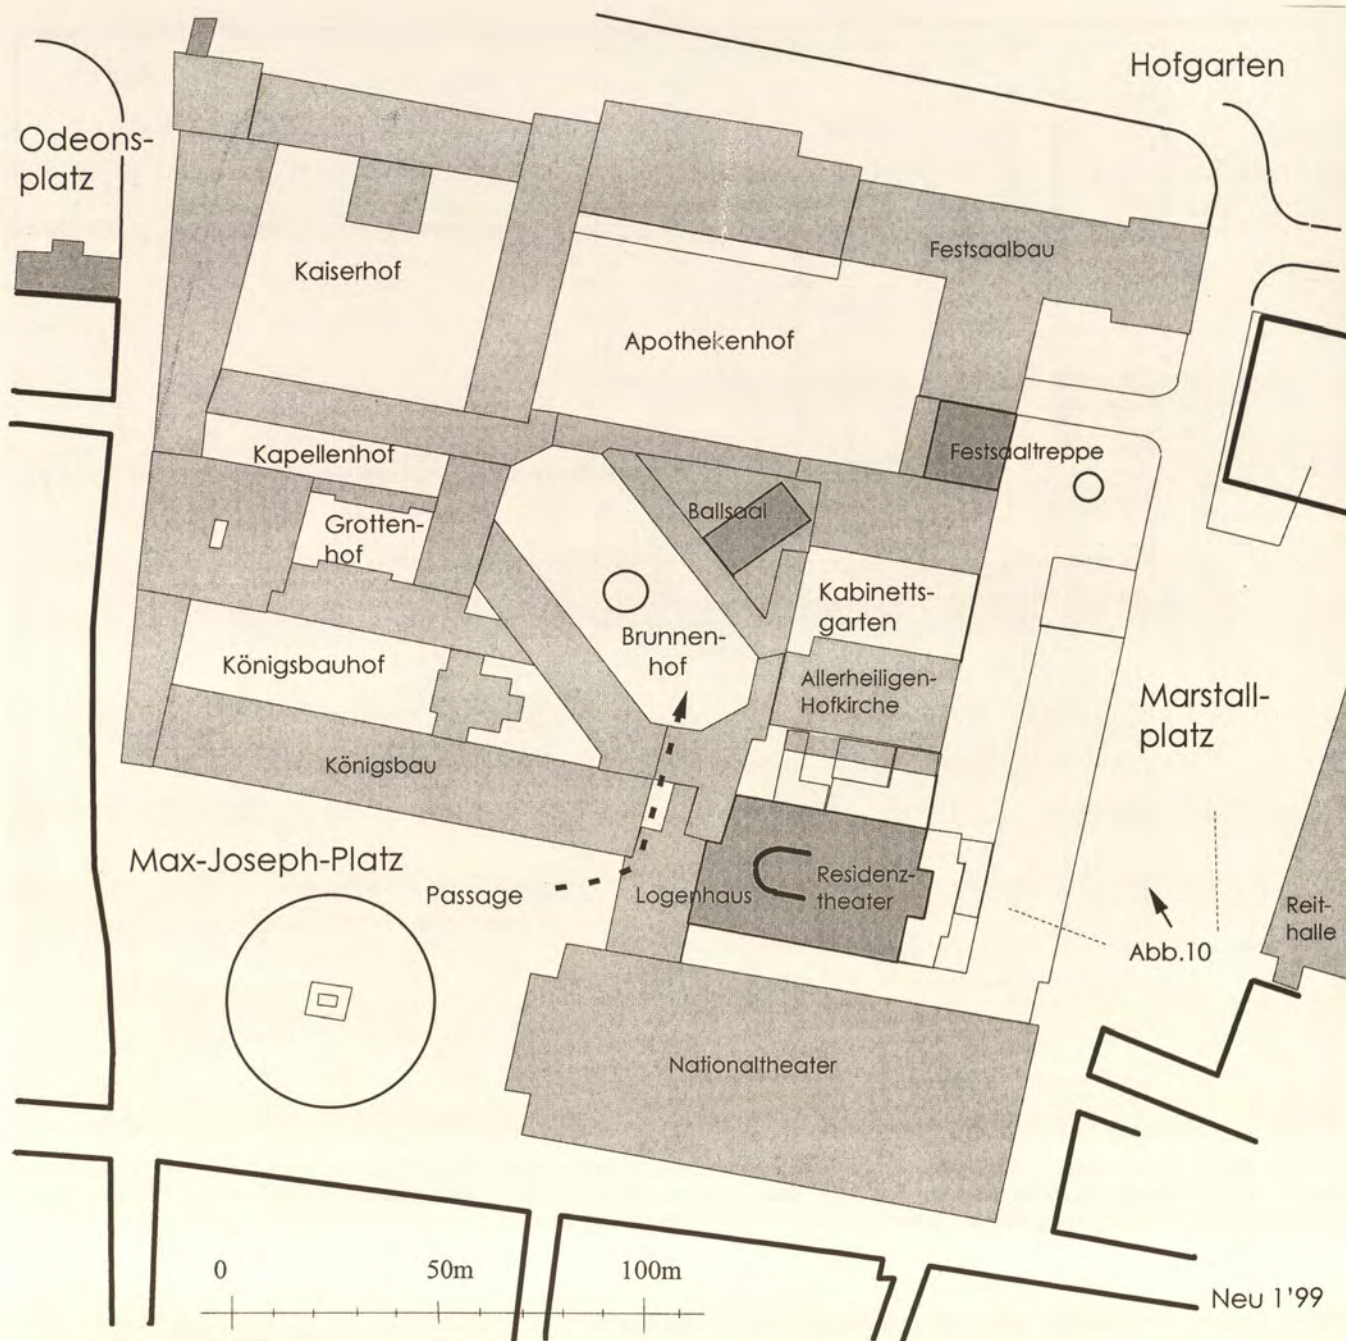 Hofgarten
Odeons-
platz
Festsaalbau
Kaiserhof
Apothekenhof
Kapellenhof
Festsaaltreppe
Ballsaal
Grotten-
hof
Kabinetts-
garten
Brunnen-
hof
Königsbauhof
Allerheiligen-
Hofkirche
Marstall-
platz
Königsbau
Max-Joseph-Platz
Passage
Logenhaus
Residenz-
theater
Reit-
halle
Abb.10
Nationaltheater
0 50m 100m
Neu 1'99